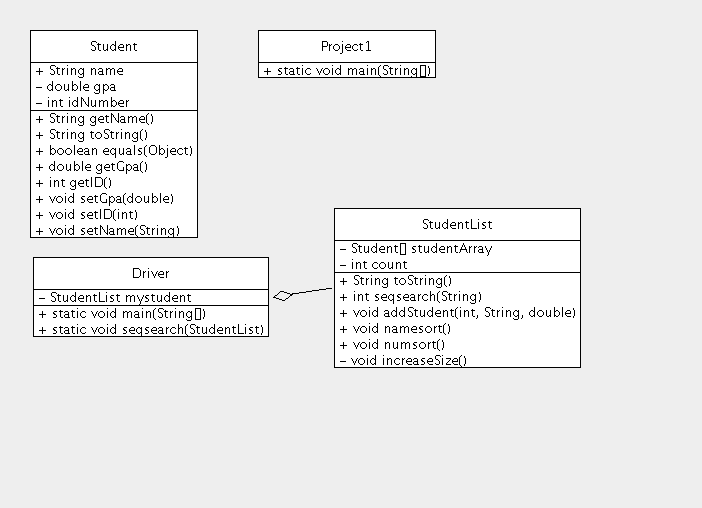 Student
+ String name
– double gpa
– int idNumber
+ String getName()
+ String toString()
+ boolean equals(Object)
+ double getGpa()
+ int getID()
+ void setGpa(double)
+ void setID(int)
+ void setName(String)
Project1
+ static void main(String[])
Driver
– StudentList mystudent
+ static void main(String[])
+ static void seqsearch(StudentList)
StudentList
– Student[] studentArray
– int count
+ String toString()
+ int seqsearch(String)
+ void addStudent(int, String, double)
+ void namesort()
+ void numsort()
– void increaseSize()